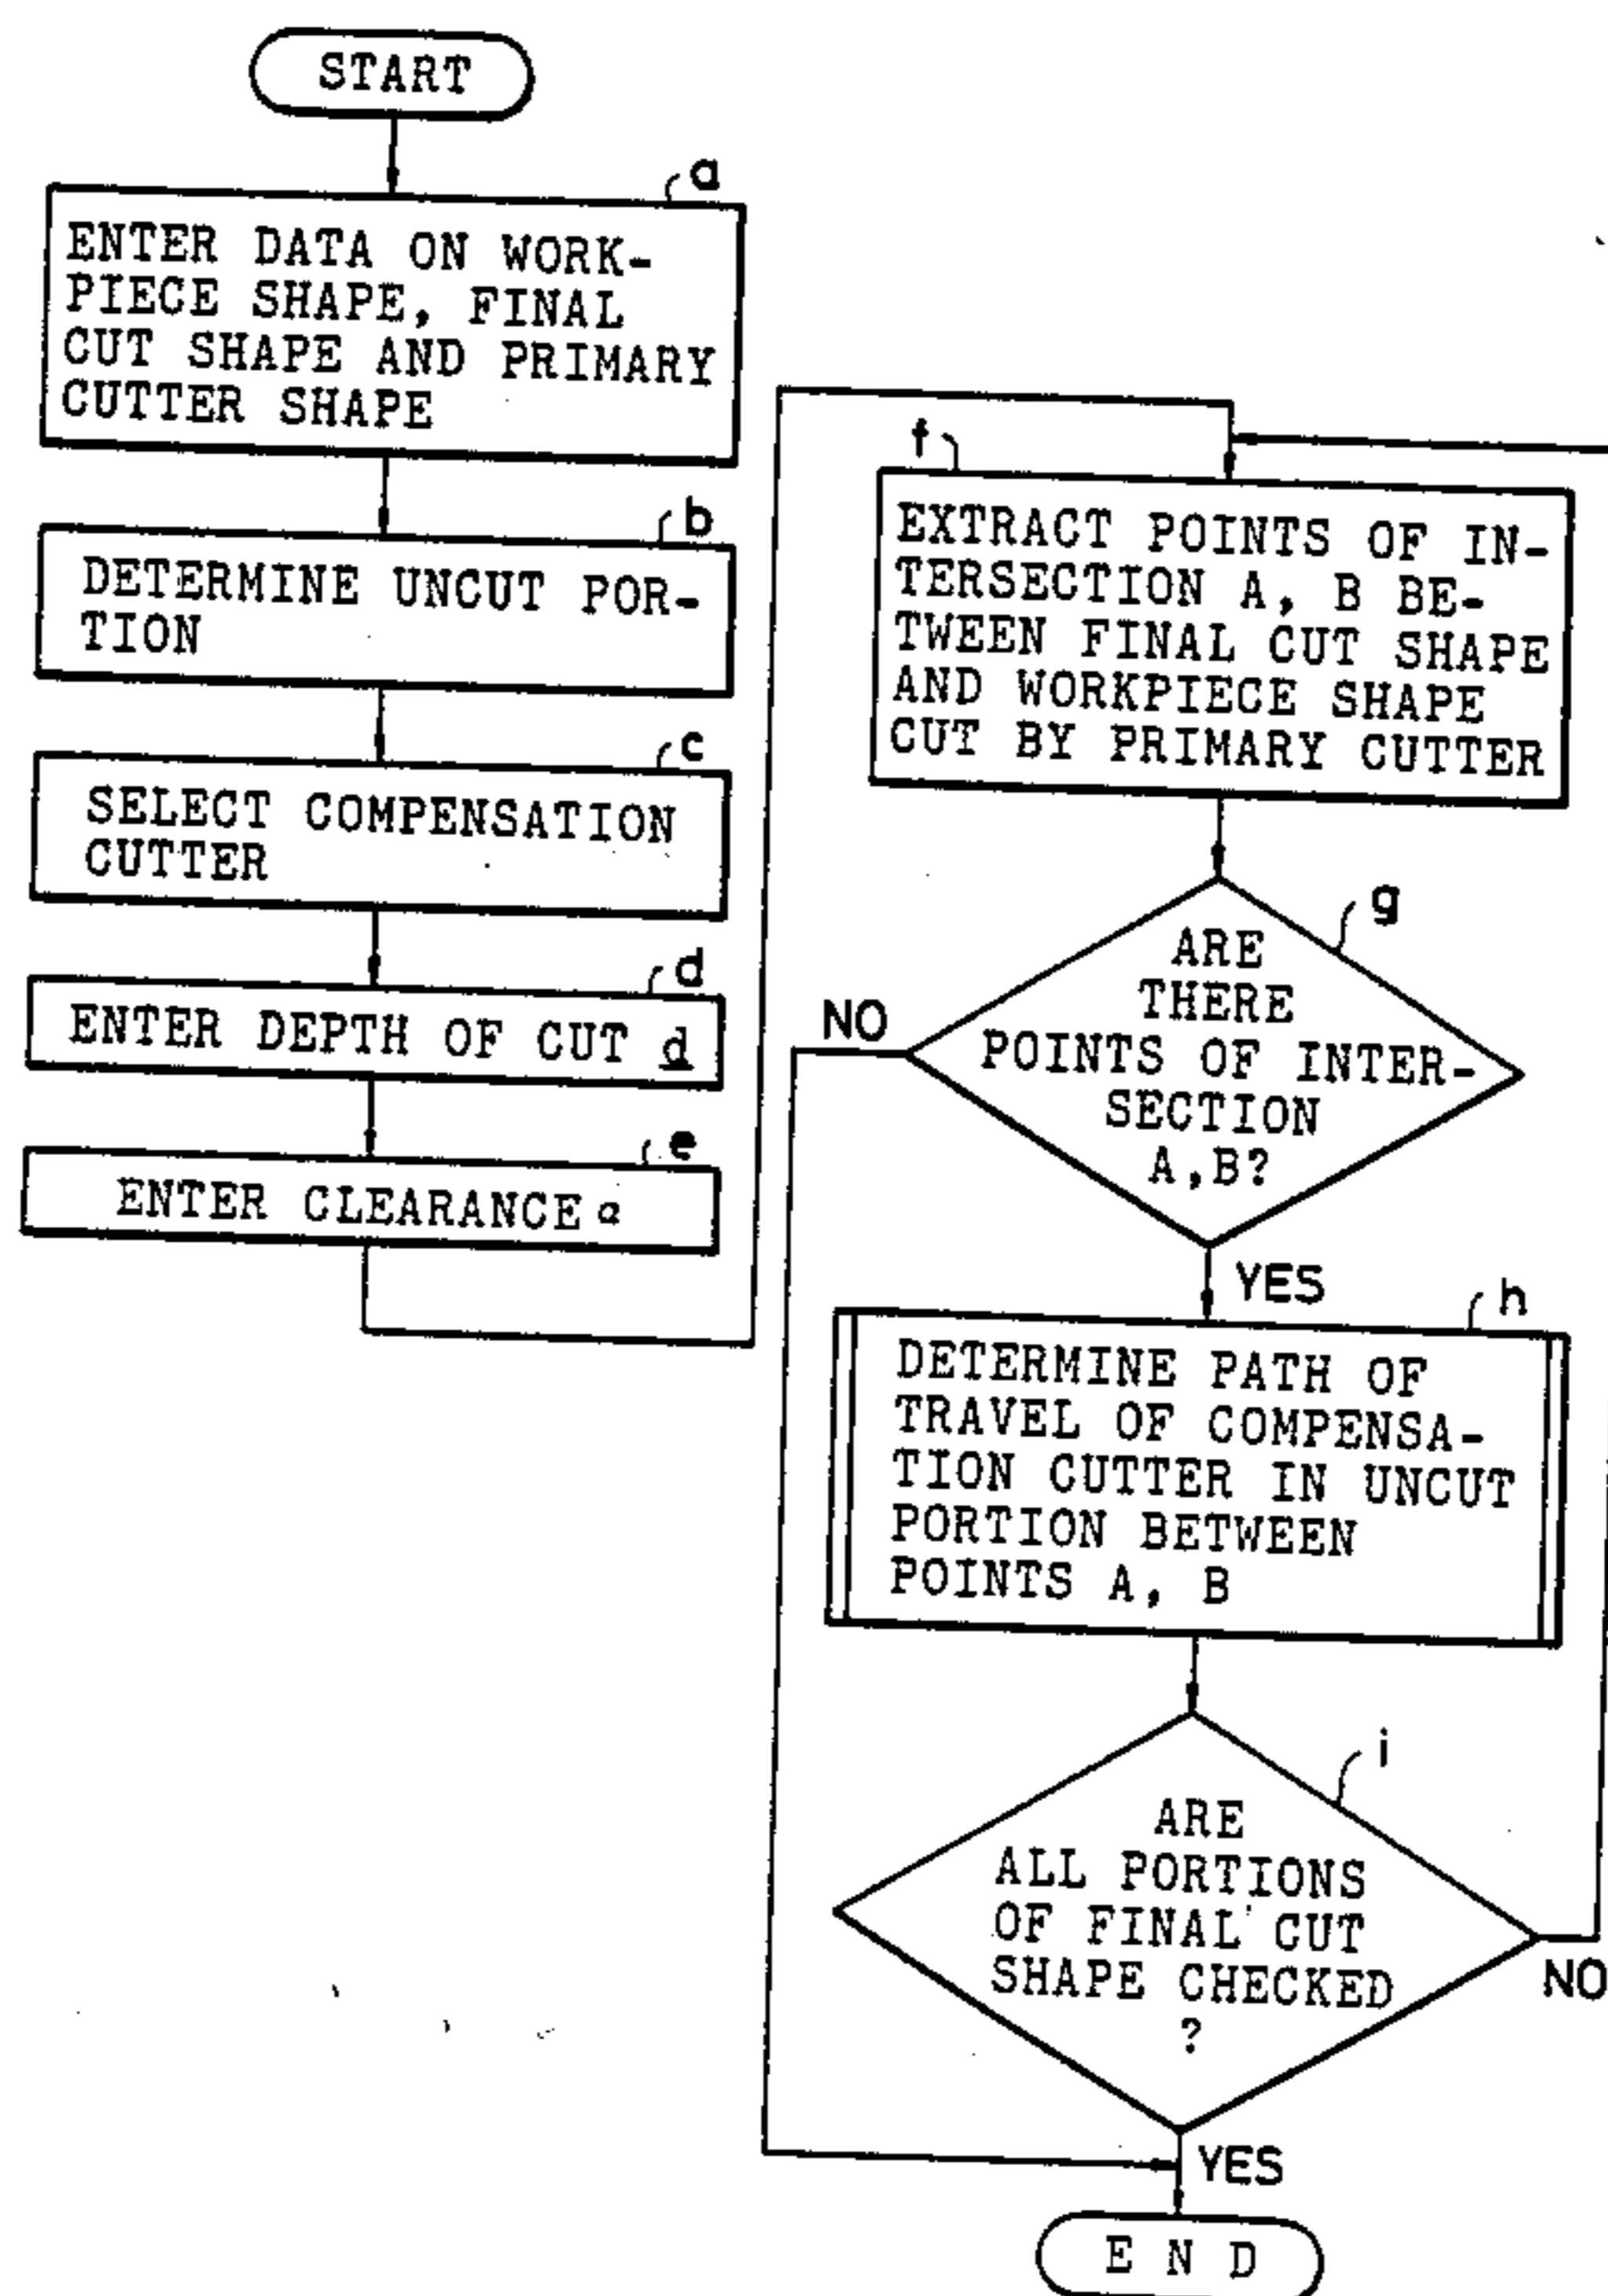 START
a
ENTER DATA ON WORK-
PIECE SHAPE, FINAL
CUT SHAPE AND PRIMARY
CUTTER SHAPE
b
DETERMINE UNCUT POR-
TION
c
SELECT COMPENSATION
CUTTER
d
ENTER DEPTH OF CUT d
e
ENTER CLEARANCE a
f
EXTRACT POINTS OF IN-
TERSECTION A, B BE-
TWEEN FINAL CUT SHAPE
AND WORKPIECE SHAPE
CUT BY PRIMARY CUTTER
g
ARE
THERE
POINTS OF INTER-
SECTION
A,B?
NO
YES
h
DETERMINE PATH OF
TRAVEL OF COMPENSA-
TION CUTTER IN UNCUT
PORTION BETWEEN
POINTS A, B
i
ARE
ALL PORTIONS
OF FINAL CUT
SHAPE CHECKED
?
NO
YES
END